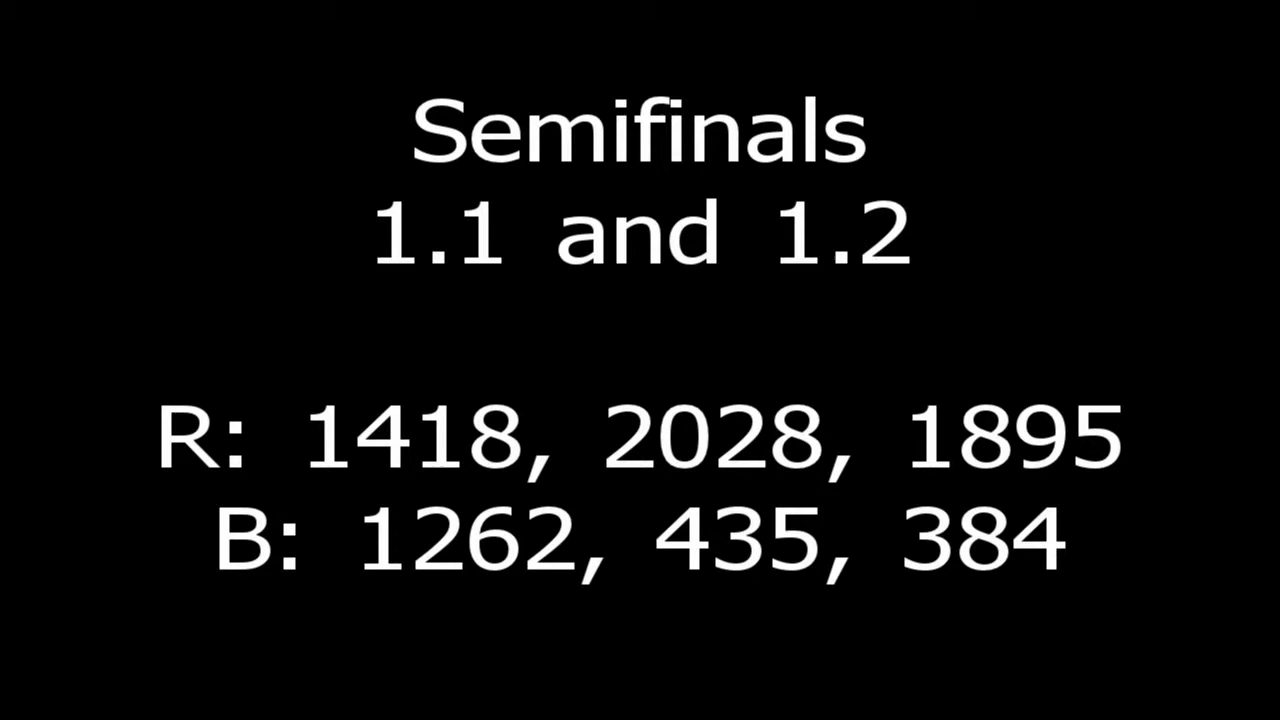 Semifinals
1.1 and 1.2
R: 1418, 2028, 1895
B: 1262, 435, 384